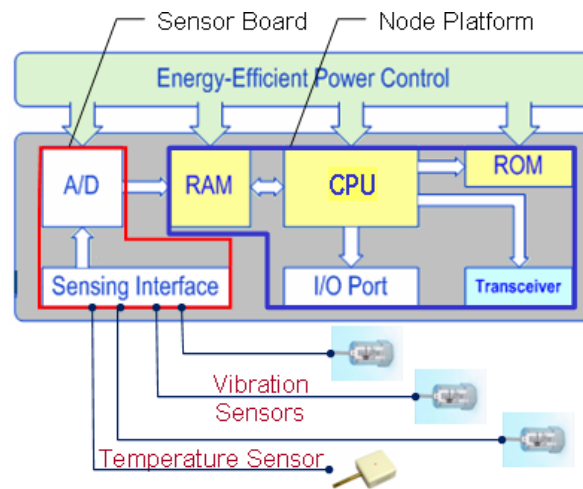 Sensor Board
Node Platform
Energy-Efficient Power Control
A/D
RAM
CPU
ROM
Sensing Interface
I/O Port
Transceiver
Vibration
Sensors
Temperature Sensor